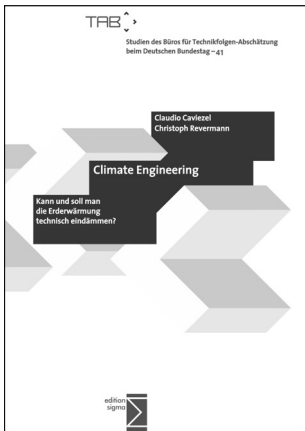 TAB
Studien des Büros für Technikfolgen-Abschätzung
beim Deutschen Bundestag – 41
Claudio Caviezel
Christoph Revermann
Climate Engineering
Kann und soll man
die Erderwärmung
technisch eindämmen?
edition
sigma